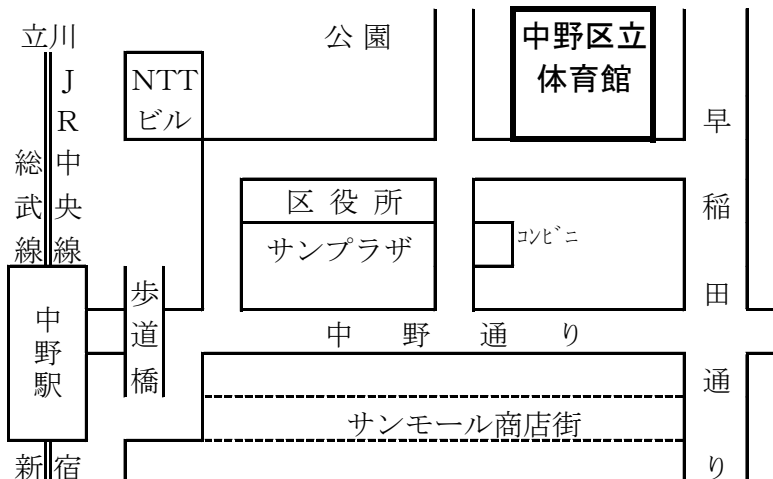 立川
JR中央線
総武線
中野駅
新宿
NTT
ビル
歩道橋
公園
中野区立
体育館
区役所
サンプラザ
コンビニ
中野通り
サンモール商店街
早稲田通り